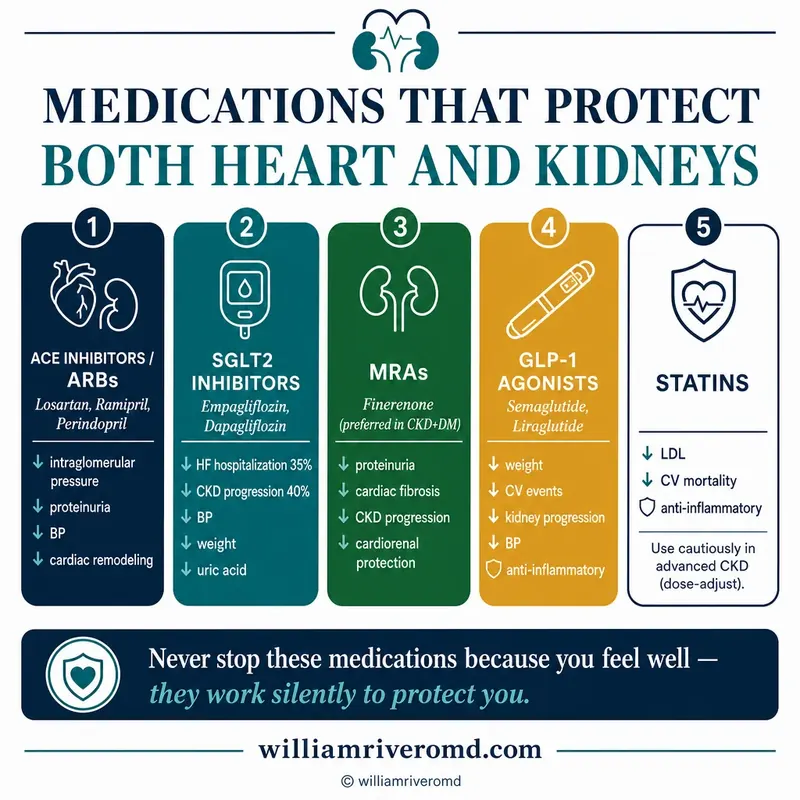 MEDICATIONS THAT PROTECT
BOTH HEART AND KIDNEYS
1
ACE INHIBITORS /
ARBs
Losartan, Ramipril,
Perindopril
↓ intraglomerular
pressure
↓ proteinuria
↓ BP
↓ cardiac remodeling
2
SGLT2
INHIBITORS
Empagliflozin,
Dapagliflozin
↓ HF hospitalization 35%
↓ CKD progression 40%
↓ BP
↓ weight
↓ uric acid
3
MRAs
Finerenone
(preferred in CKD+DM)
↓ proteinuria
↓ cardiac fibrosis
↓ CKD progression
↓ cardiorenal
protection
4
GLP-1
AGONISTS
Semaglutide,
Liraglutide
↓ weight
↓ CV events
↓ kidney progression
↓ BP
anti-inflammatory
5
STATINS
↓ LDL
↓ CV mortality
anti-inflammatory
Use cautiously in
advanced CKD
(dose-adjust).
Never stop these medications because you feel well —
they work silently to protect you.
williamriveromd.com
© williamriveromd